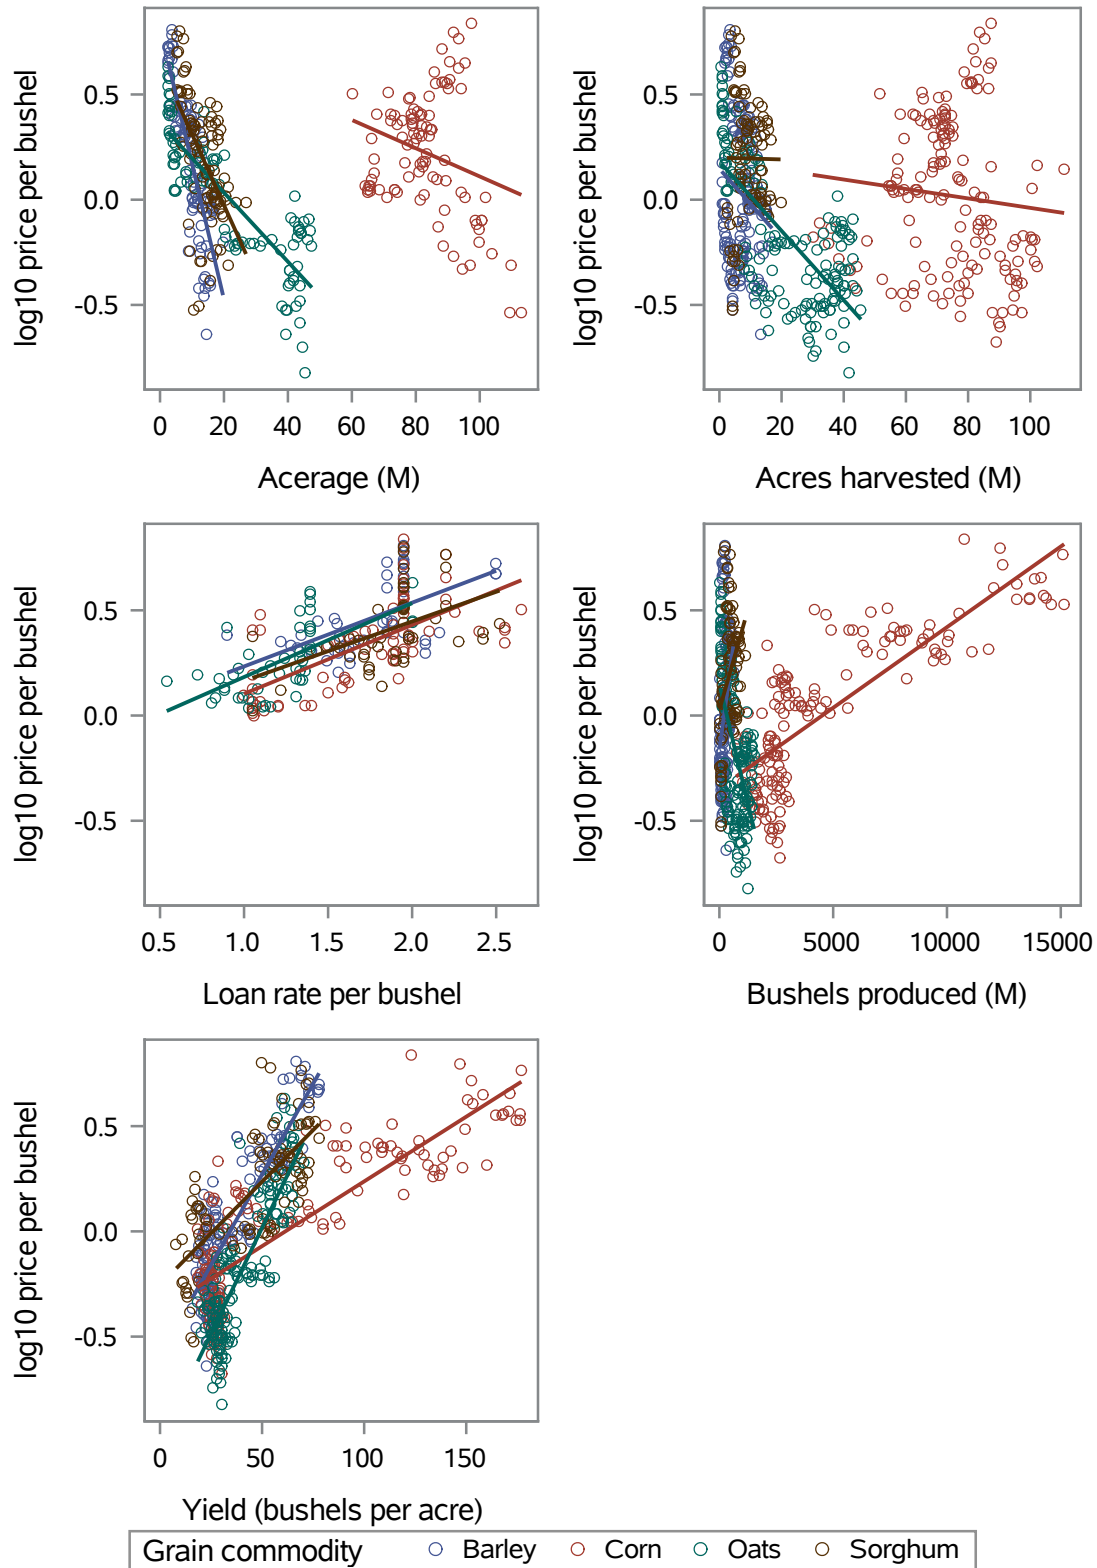 log10 price per bushel
0.5
0.0
-0.5
0 20 40 60 80 100
Acerage (M)
log10 price per bushel
0.5
0.0
-0.5
0 20 40 60 80 100
Acres harvested (M)
log10 price per bushel
0.5
0.0
-0.5
0.5 1.0 1.5 2.0 2.5
Loan rate per bushel
log10 price per bushel
0.5
0.0
-0.5
0 5000 10000 15000
Bushels produced (M)
log10 price per bushel
0.5
0.0
-0.5
0 50 100 150
Yield (bushels per acre)
Grain commodity Barley Corn Oats Sorghum